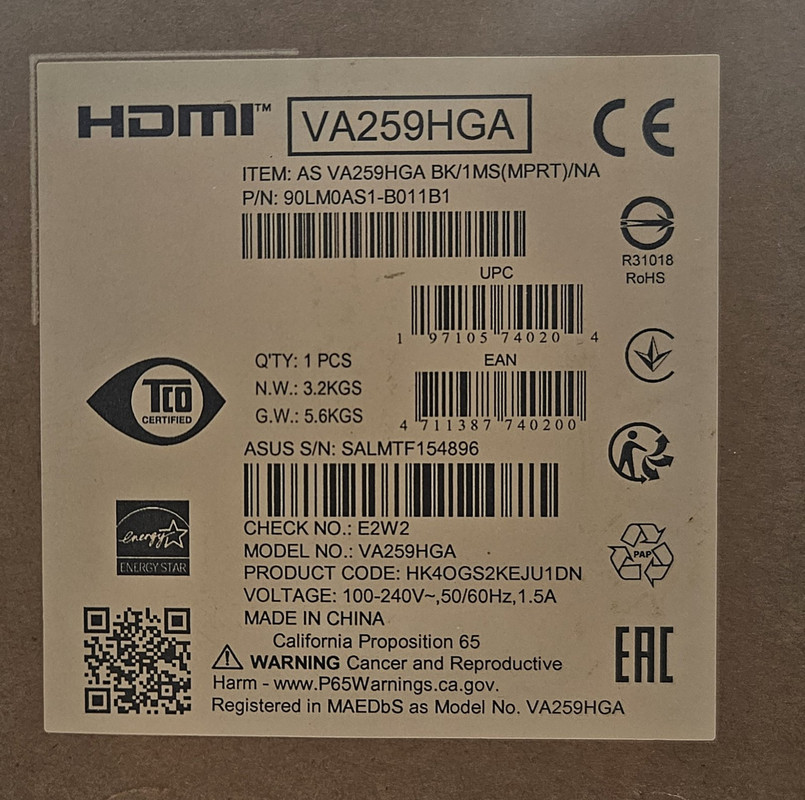 HDMI™ VA259HGA CE
ITEM: AS VA259HGA BK/1MS(MPRT)/NA
P/N: 90LM0AS1-B011B1
R31018
RoHS
UPC
1 97105 74020 4
Q'TY: 1 PCS
EAN
N.W.: 3.2KGS
G.W.: 5.6KGS
4 711387 740200
TCO
CERTIFIED
ASUS S/N: SALMTF154896
CHECK NO.: E2W2
MODEL NO.: VA259HGA
PRODUCT CODE: HK4OGS2KEJU1DN
VOLTAGE: 100-240V~,50/60Hz,1.5A
MADE IN CHINA
energy
ENERGY STAR
PAP
EAC
California Proposition 65
WARNING Cancer and Reproductive
Harm - www.P65Warnings.ca.gov.
Registered in MAEDbS as Model No. VA259HGA